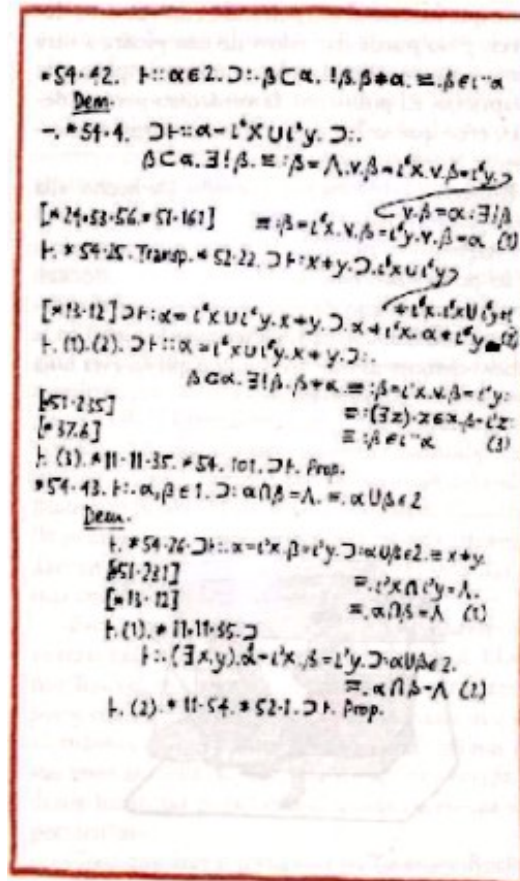 *54·42. ⊢:: α∈2. ⊃:. β⊂α. !β. β≠α. ≡. β∈ι"α
Dem.
⊢. *54·4. ⊃⊢:: α=ι‘x∪ι‘y. ⊃:.
β⊂α. ∃!β. ≡: β=Λ. v. β=ι‘x. v. β=ι‘y.
v. β=α: ∃!β
[*24·53·56. *51·161] ≡: β=ι‘x. v. β=ι‘y. v. β=α (1)
⊢. *54·25. Transp. *52·22. ⊃⊢: x≠y. ⊃. ι‘x∪ι‘y
≠ι‘x. ι‘x∪ι‘y≠ι
[*13·12] ⊃⊢: α=ι‘x∪ι‘y. x≠y. ⊃. α≠ι‘x. α≠ι‘y (2)
⊢. (1). (2). ⊃⊢:: α=ι‘x∪ι‘y. x≠y. ⊃:.
β⊂α. ∃!β. β≠α. ≡: β=ι‘x. v. β=ι‘y:
[*51·235] ≡: (∃z). z∈α. β=ι‘z:
[*37·6] ≡: β∈ι"α (3)
⊢. (3). *11·11·35. *54·101. ⊃⊢. Prop.
*54·43. ⊢:. α, β∈1. ⊃: α∩β=Λ. ≡. α∪β∈2
Dem.
⊢. *54·26. ⊃⊢:. α=ι‘x. β=ι‘y. ⊃: α∪β∈2. ≡. x≠y.
[*51·231] ≡. ι‘x∩ι‘y=Λ.
[*13·12] ≡. α∩β=Λ (1)
⊢. (1). *11·11·35. ⊃
⊢:. (∃x,y). α=ι‘x. β=ι‘y. ⊃: α∪β∈2.
≡. α∩β=Λ (2)
⊢. (2). *11·54. *52·1. ⊃⊢. Prop.